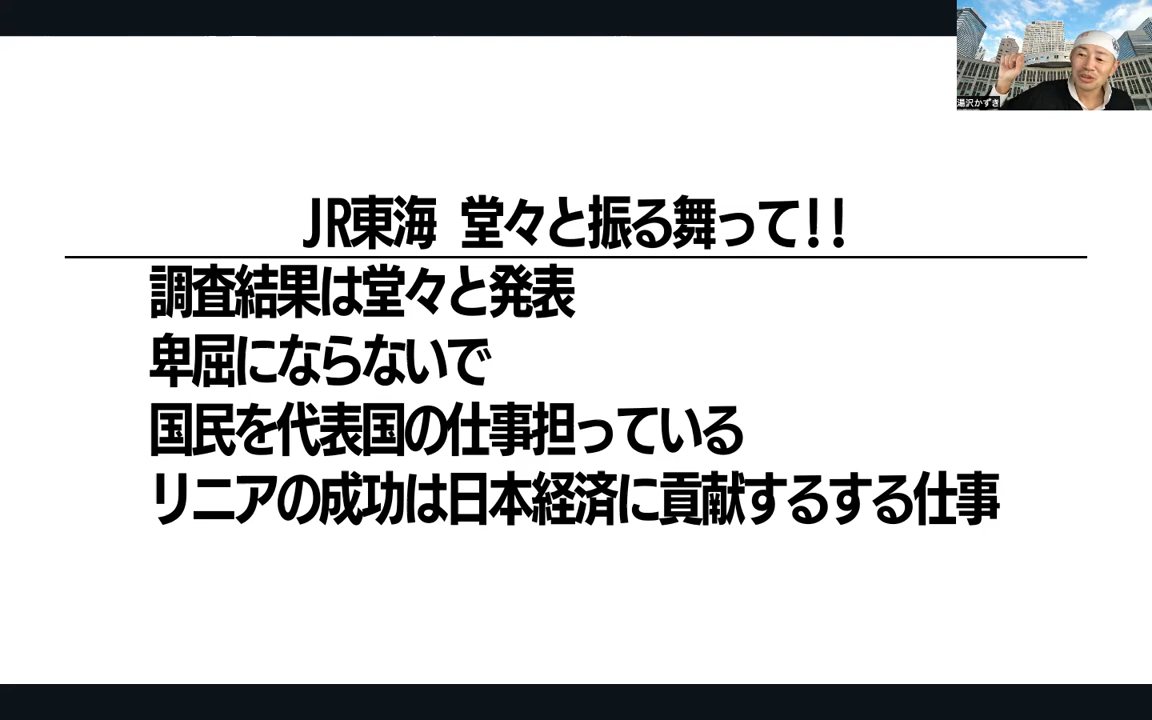 湯沢かずき
JR東海 堂々と振る舞って!!
調査結果は堂々と発表
卑屈にならないで
国民を代表国の仕事担っている
リニアの成功は日本経済に貢献するする仕事